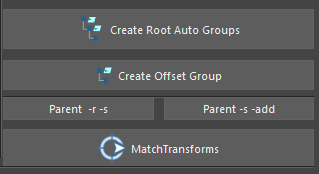 Create Root Auto Groups
Create Offset Group
Parent -r -s
Parent -s -add
MatchTransforms